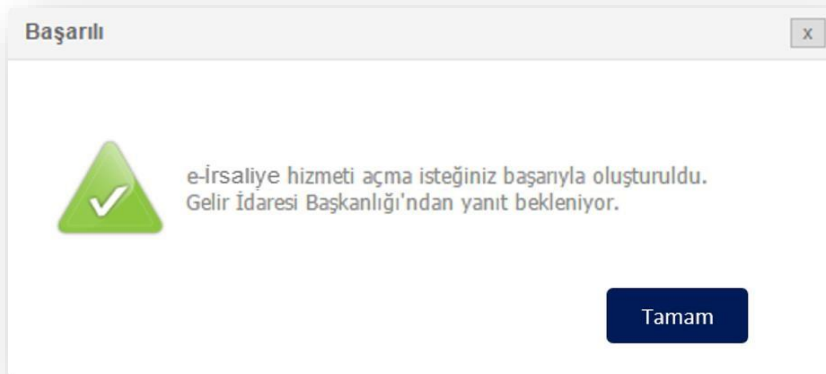 Başarılı
x
e-İrsaliye hizmeti açma isteğiniz başarıyla oluşturuldu.
Gelir İdaresi Başkanlığı'ndan yanıt bekleniyor.
Tamam